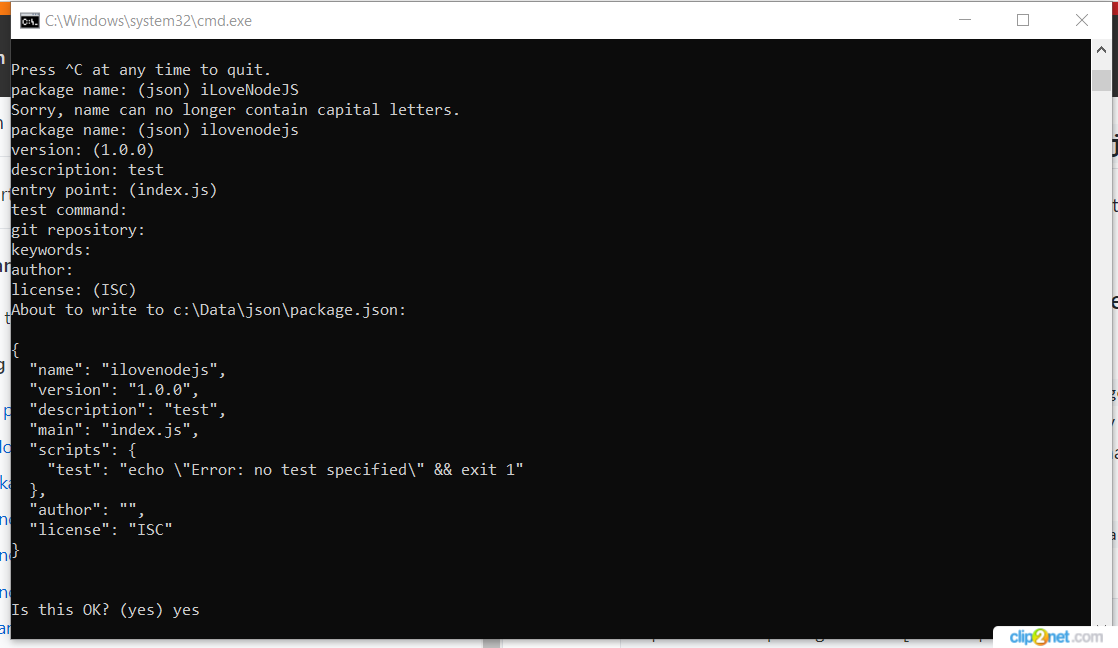 C:\Windows\system32\cmd.exe
Press ^C at any time to quit.
package name: (json) iLoveNodeJS
Sorry, name can no longer contain capital letters.
package name: (json) ilovenodejs
version: (1.0.0)
description: test
entry point: (index.js)
test command:
git repository:
keywords:
author:
license: (ISC)
About to write to c:\Data\json\package.json:
{
  "name": "ilovenodejs",
  "version": "1.0.0",
  "description": "test",
  "main": "index.js",
  "scripts": {
    "test": "echo \"Error: no test specified\" && exit 1"
  },
  "author": "",
  "license": "ISC"
}
Is this OK? (yes) yes
clip2net.com